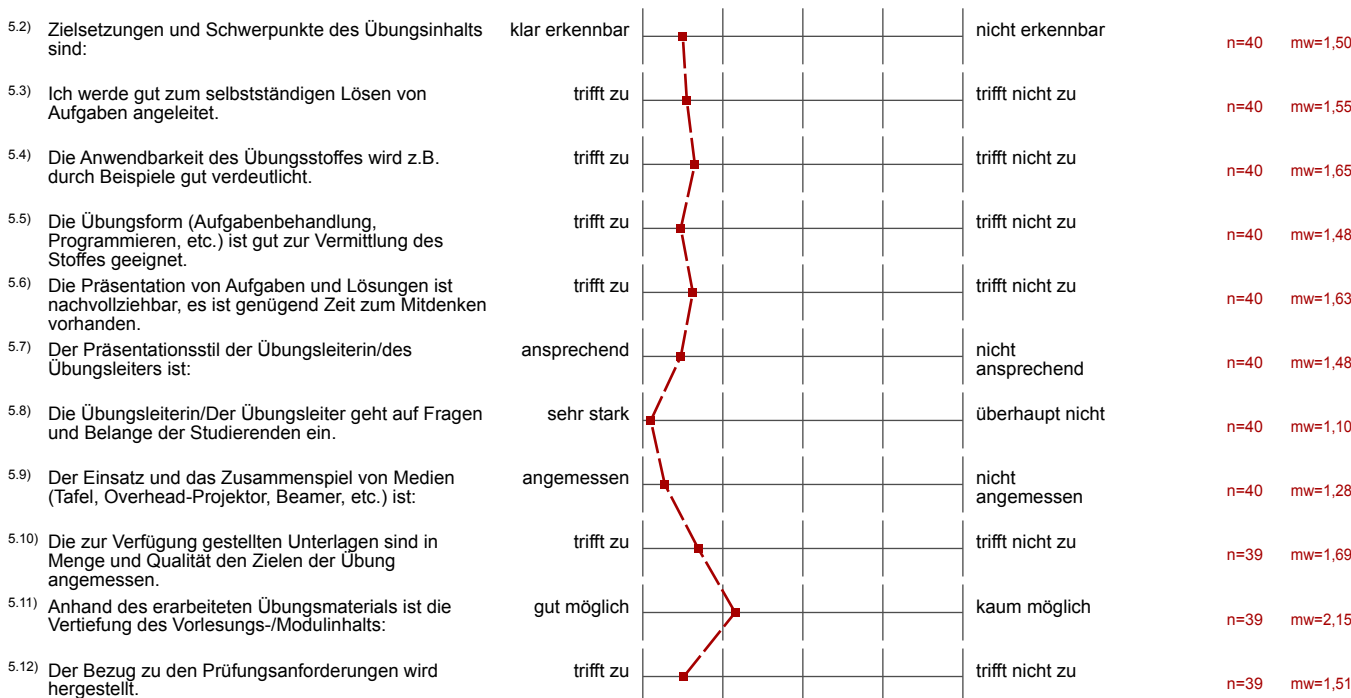 5.2) Zielsetzungen und Schwerpunkte des Übungsinhalts klar erkennbar nicht erkennbar n=40 mw=1,50
sind:
5.3) Ich werde gut zum selbstständigen Lösen von trifft zu trifft nicht zu n=40 mw=1,55
Aufgaben angeleitet.
5.4) Die Anwendbarkeit des Übungsstoffes wird z.B. trifft zu trifft nicht zu n=40 mw=1,65
durch Beispiele gut verdeutlicht.
5.5) Die Übungsform (Aufgabenbehandlung, trifft zu trifft nicht zu n=40 mw=1,48
Programmieren, etc.) ist gut zur Vermittlung des
Stoffes geeignet.
5.6) Die Präsentation von Aufgaben und Lösungen ist trifft zu trifft nicht zu n=40 mw=1,63
nachvollziehbar, es ist genügend Zeit zum Mitdenken
vorhanden.
5.7) Der Präsentationsstil der Übungsleiterin/des ansprechend nicht n=40 mw=1,48
Übungsleiters ist: ansprechend
5.8) Die Übungsleiterin/Der Übungsleiter geht auf Fragen sehr stark überhaupt nicht n=40 mw=1,10
und Belange der Studierenden ein.
5.9) Der Einsatz und das Zusammenspiel von Medien angemessen nicht n=40 mw=1,28
(Tafel, Overhead-Projektor, Beamer, etc.) ist: angemessen
5.10) Die zur Verfügung gestellten Unterlagen sind in trifft zu trifft nicht zu n=39 mw=1,69
Menge und Qualität den Zielen der Übung
angemessen.
5.11) Anhand des erarbeiteten Übungsmaterials ist die gut möglich kaum möglich n=39 mw=2,15
Vertiefung des Vorlesungs-/Modulinhalts:
5.12) Der Bezug zu den Prüfungsanforderungen wird trifft zu trifft nicht zu n=39 mw=1,51
hergestellt.